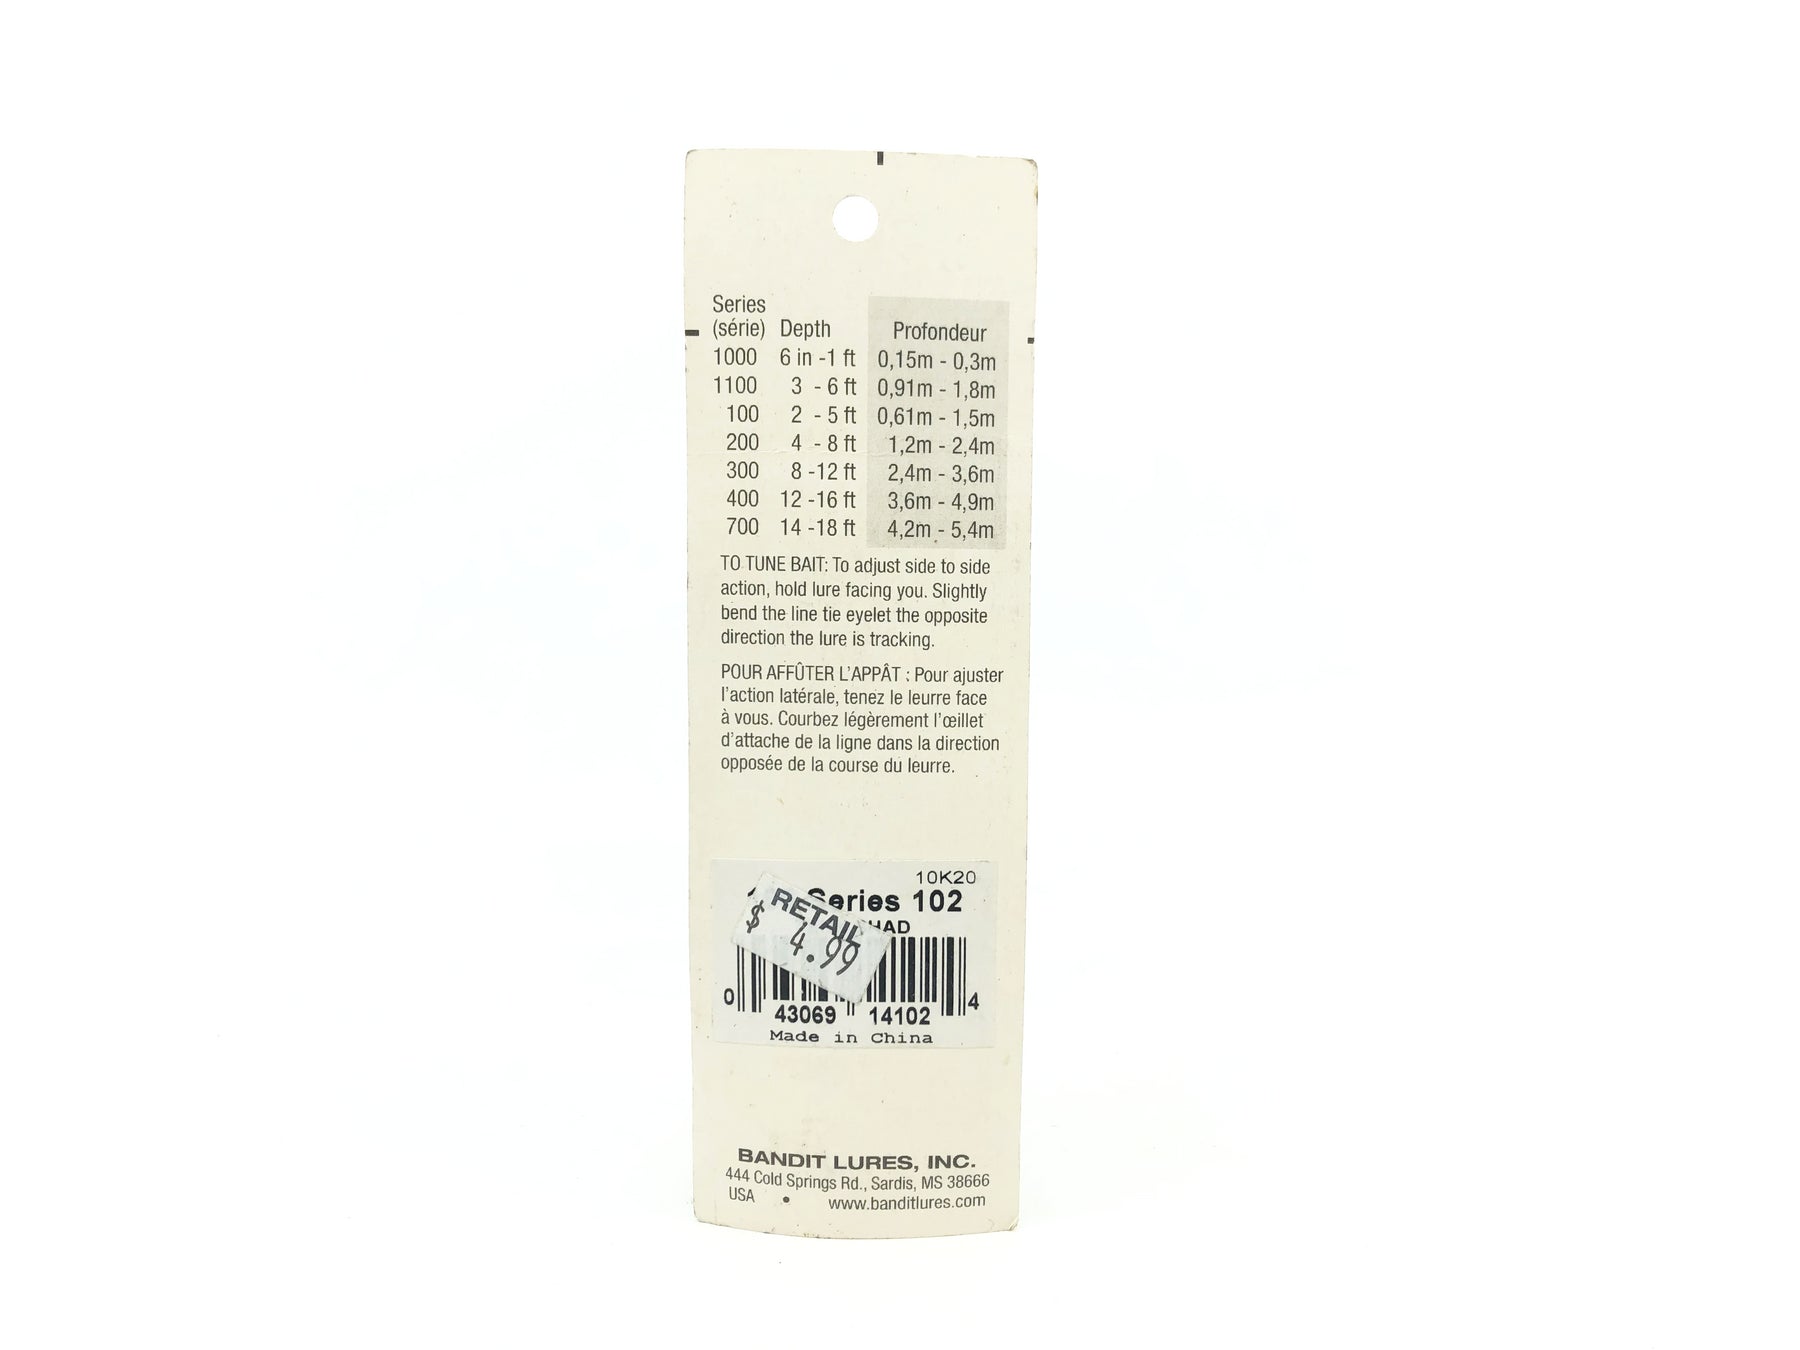 Series
(série) Depth Profondeur
1000 6 in -1 ft 0,15m - 0,3m
1100 3 - 6 ft 0,91m - 1,8m
100 2 - 5 ft 0,61m - 1,5m
200 4 - 8 ft 1,2m - 2,4m
300 8 -12 ft 2,4m - 3,6m
400 12 -16 ft 3,6m - 4,9m
700 14 -18 ft 4,2m - 5,4m
TO TUNE BAIT: To adjust side to side
action, hold lure facing you. Slightly
bend the line tie eyelet the opposite
direction the lure is tracking.
POUR AFFÛTER L'APPÂT : Pour ajuster
l'action latérale, tenez le leurre face
à vous. Courbez légèrement l'œillet
d'attache de la ligne dans la direction
opposée de la course du leurre.
10K20
Series 102
RETAIL
$ 4.99
0 43069 14102 4
Made in China
BANDIT LURES, INC.
444 Cold Springs Rd., Sardis, MS 38666
USA • www.banditlures.com